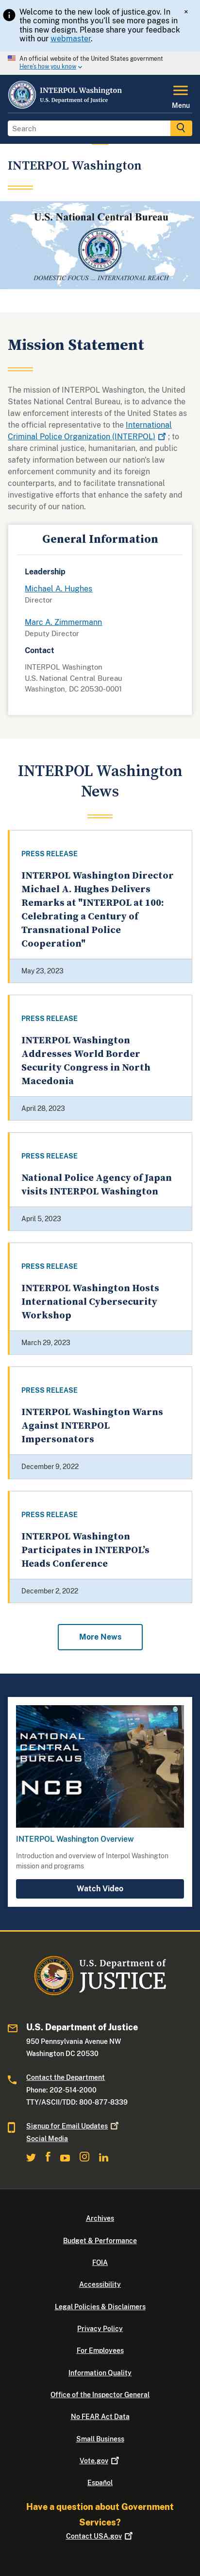 Welcome to the new look of justice.gov. In
the coming months you'll see more pages in
this new design. Please share your feedback
with our webmaster.
×
An official website of the United States government
Here's how you know
INTERPOL Washington
U.S. Department of Justice
Menu
Search
INTERPOL Washington
U.S. National Central Bureau
DOMESTIC FOCUS ... INTERNATIONAL REACH
Mission Statement
The mission of INTERPOL Washington, the United
States National Central Bureau, is to advance the
law enforcement interests of the United States as
its official representative to the International
Criminal Police Organization (INTERPOL) ; to
share criminal justice, humanitarian, and public
safety information between our nation's law
enforcement community and its foreign
counterparts, and to facilitate transnational
investigative efforts that enhance the safety and
security of our nation.
General Information
Leadership
Michael A. Hughes
Director
Marc A. Zimmermann
Deputy Director
Contact
INTERPOL Washington
U.S. National Central Bureau
Washington, DC 20530-0001
INTERPOL Washington
News
PRESS RELEASE
INTERPOL Washington Director
Michael A. Hughes Delivers
Remarks at "INTERPOL at 100:
Celebrating a Century of
Transnational Police
Cooperation"
May 23, 2023
PRESS RELEASE
INTERPOL Washington
Addresses World Border
Security Congress in North
Macedonia
April 28, 2023
PRESS RELEASE
National Police Agency of Japan
visits INTERPOL Washington
April 5, 2023
PRESS RELEASE
INTERPOL Washington Hosts
International Cybersecurity
Workshop
March 29, 2023
PRESS RELEASE
INTERPOL Washington Warns
Against INTERPOL
Impersonators
December 9, 2022
PRESS RELEASE
INTERPOL Washington
Participates in INTERPOL's
Heads Conference
December 2, 2022
More News
NATIONAL
CENTRAL
BUREAUS
NCB
INTERPOL Washington Overview
Introduction and overview of Interpol Washington
mission and programs
Watch Video
U.S. Department of
JUSTICE
U.S. Department of Justice
950 Pennsylvania Avenue NW
Washington DC 20530
Contact the Department
Phone: 202-514-2000
TTY/ASCII/TDD: 800-877-8339
Signup for Email Updates
Social Media
Archives
Budget & Performance
FOIA
Accessibility
Legal Policies & Disclaimers
Privacy Policy
For Employees
Information Quality
Office of the Inspector General
No FEAR Act Data
Small Business
Vote.gov
Español
Have a question about Government
Services?
Contact USA.gov